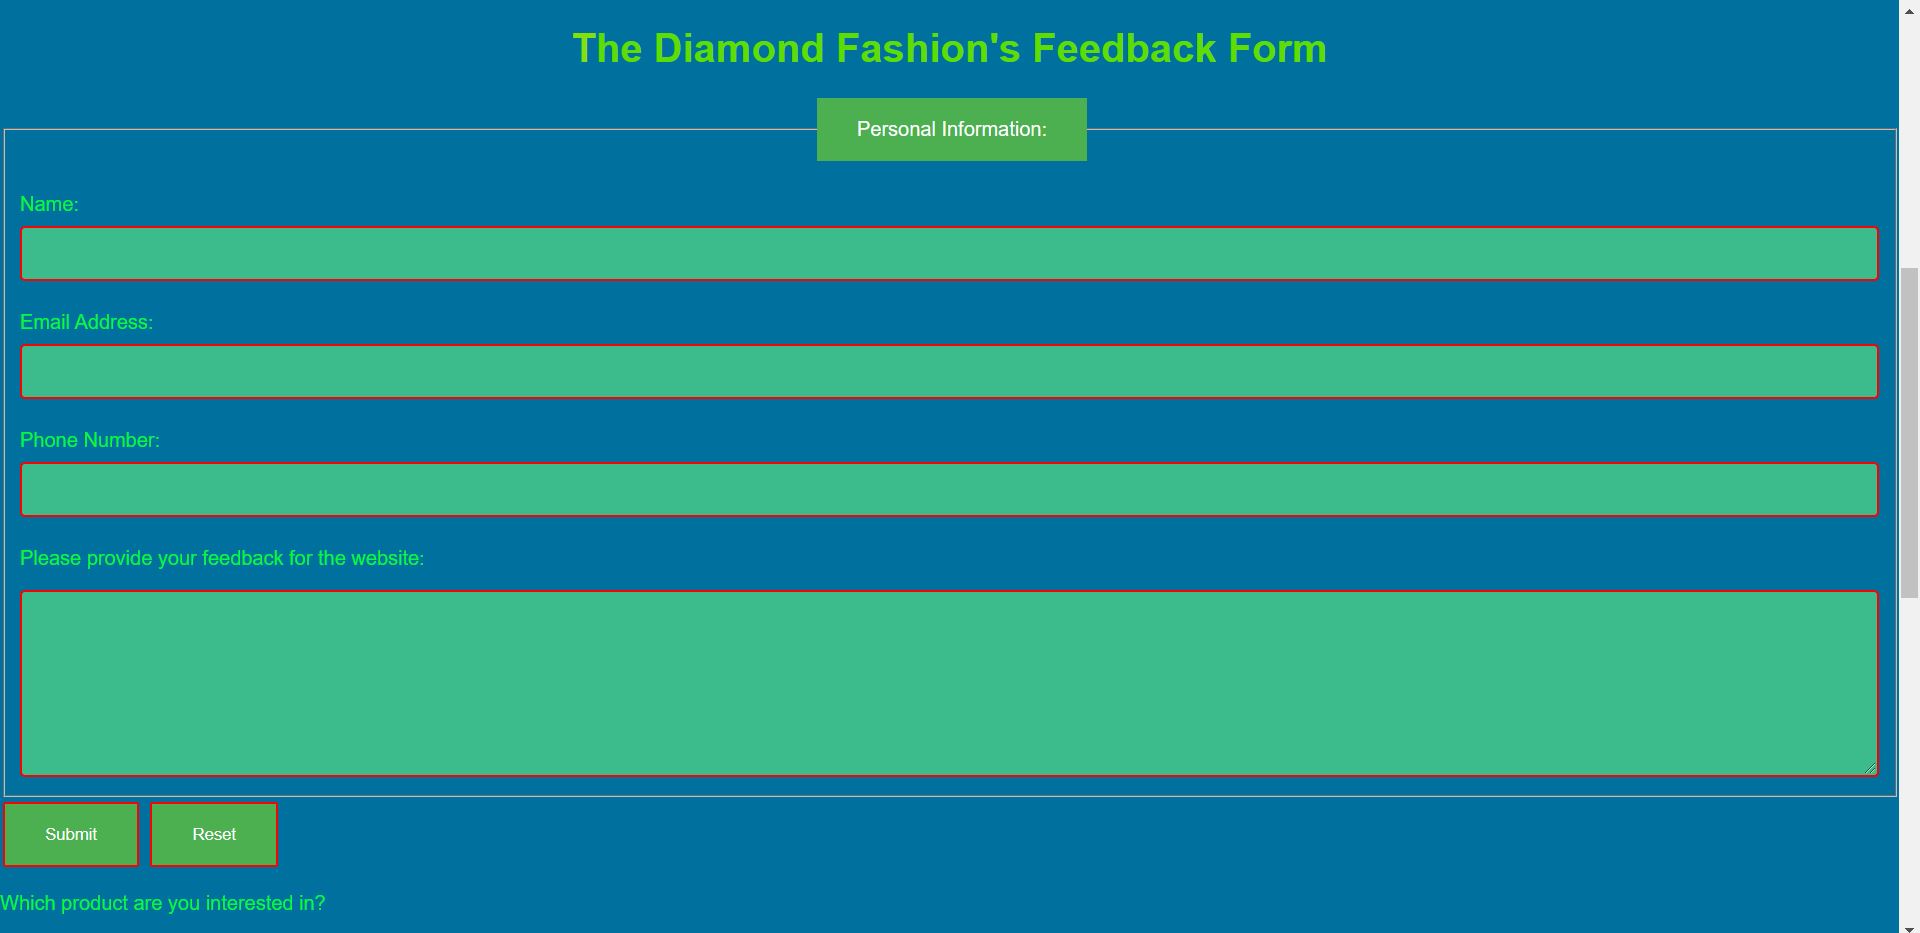 The Diamond Fashion's Feedback Form
Personal Information:
Name:
Email Address:
Phone Number:
Please provide your feedback for the website:
Submit Reset
Which product are you interested in?